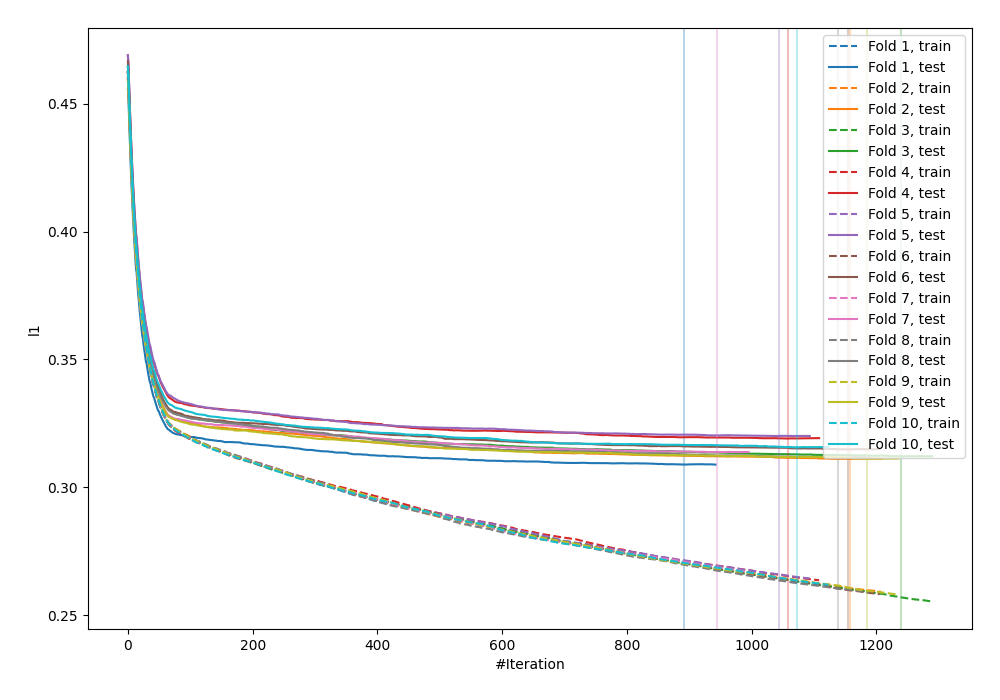 0.45
0.40
0.35
0.30
0.25
l1
0
200
400
600
800
1000
1200
#Iteration
Fold 1, train
Fold 1, test
Fold 2, train
Fold 2, test
Fold 3, train
Fold 3, test
Fold 4, train
Fold 4, test
Fold 5, train
Fold 5, test
Fold 6, train
Fold 6, test
Fold 7, train
Fold 7, test
Fold 8, train
Fold 8, test
Fold 9, train
Fold 9, test
Fold 10, train
Fold 10, test